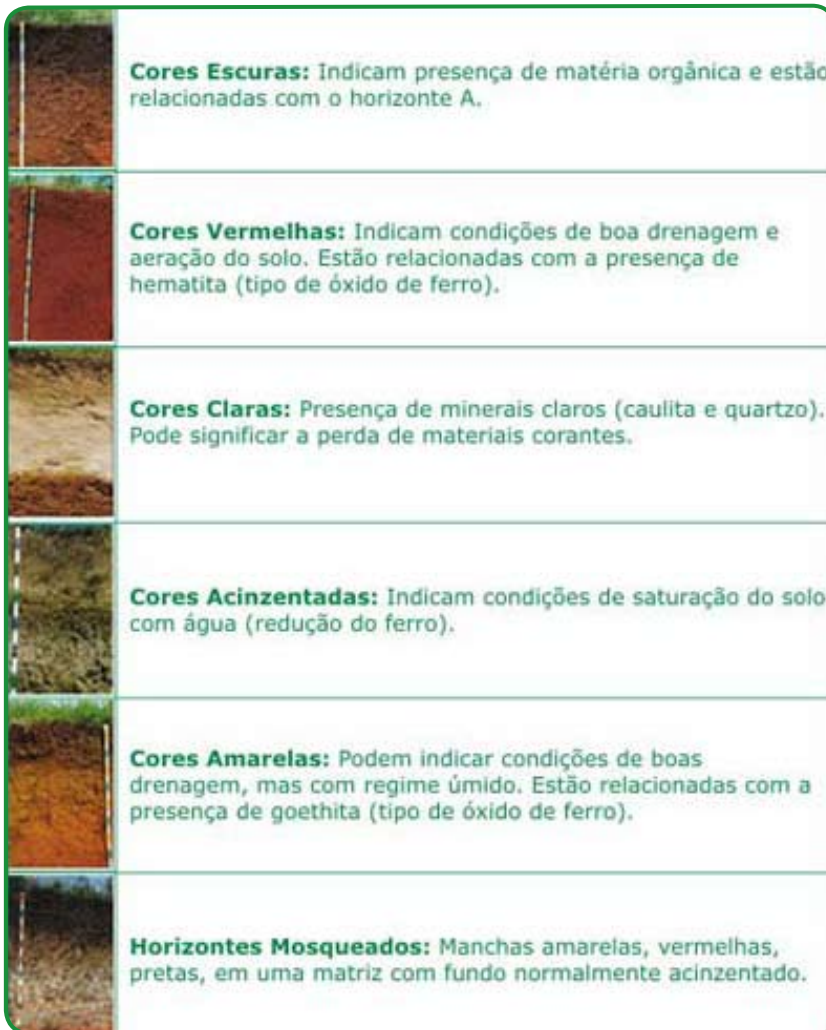 Cores Escuras: Indicam presença de matéria orgânica e estão
relacionadas com o horizonte A.
Cores Vermelhas: Indicam condições de boa drenagem e
aeração do solo. Estão relacionadas com a presença de
hematita (tipo de óxido de ferro).
Cores Claras: Presença de minerais claros (caulita e quartzo).
Pode significar a perda de materiais corantes.
Cores Acinzentadas: Indicam condições de saturação do solo
com água (redução do ferro).
Cores Amarelas: Podem indicar condições de boas
drenagem, mas com regime úmido. Estão relacionadas com a
presença de goethita (tipo de óxido de ferro).
Horizontes Mosqueados: Manchas amarelas, vermelhas,
pretas, em uma matriz com fundo normalmente acinzentado.